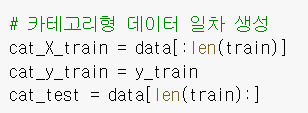 # 카테고리형 데이터 일차 생성
cat_X_train = data[:len(train)]
cat_y_train = y_train
cat_test = data[len(train):]